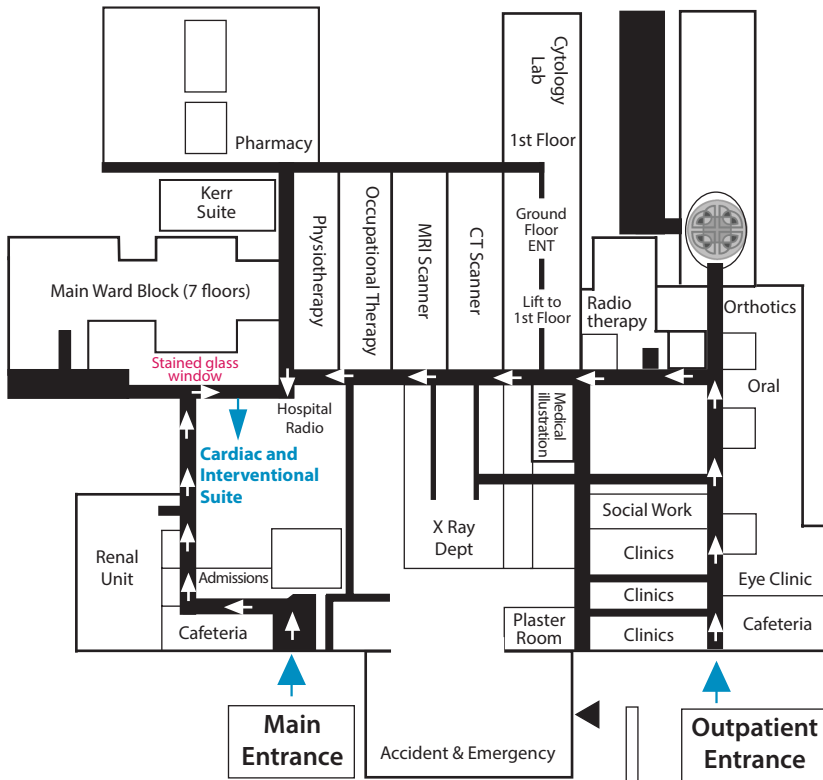 Cytology
Lab
1st Floor
Pharmacy
Kerr
Suite
Physiotherapy
Occupational Therapy
MRI Scanner
CT Scanner
Ground
Floor
ENT
Lift to
1st Floor
Main Ward Block (7 floors)
Radio
therapy
Orthotics
Stained glass
window
Hospital
Radio
Medical
illustration
Oral
Cardiac and
Interventional
Suite
Social Work
X Ray
Dept
Renal
Unit
Clinics
Admissions
Eye Clinic
Clinics
Cafeteria
Plaster
Room
Clinics
Cafeteria
Main
Entrance
Accident & Emergency
Outpatient
Entrance